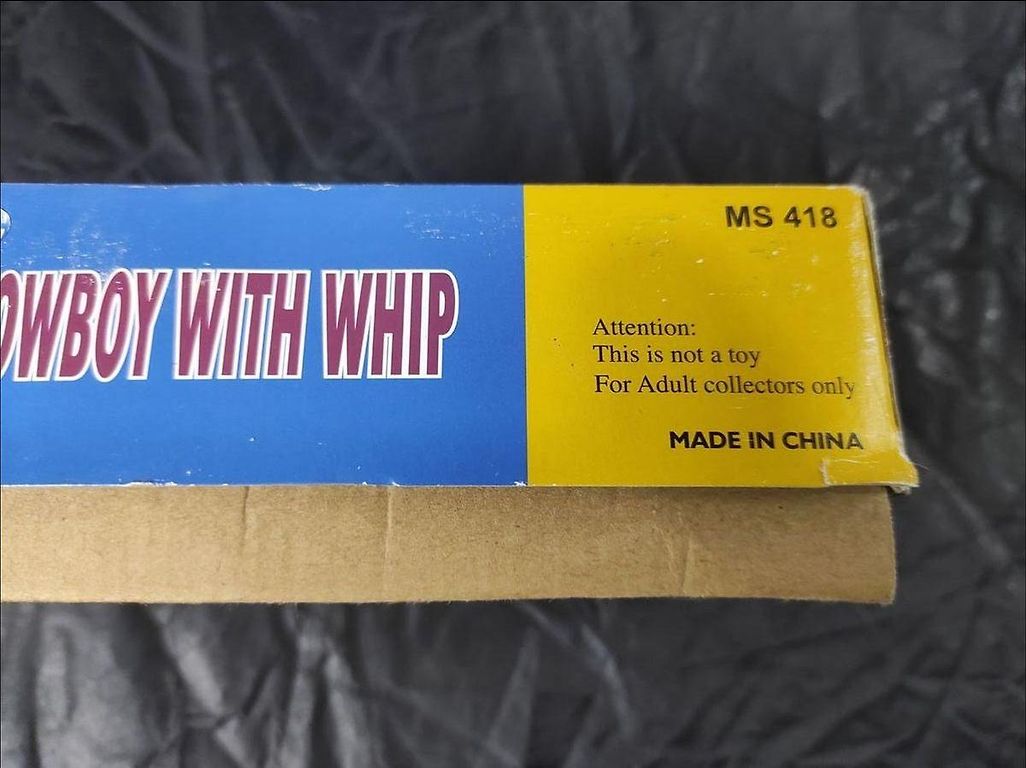 OWBOY WITH WHIP
MS 418
Attention:
This is not a toy
For Adult collectors only
MADE IN CHINA